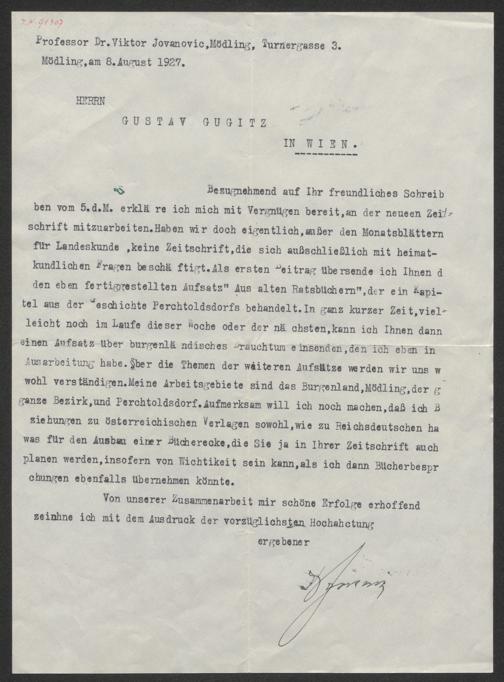 Professor Dr.Viktor Jovanovic,Mödling, Turnergasse 3.
Mödling,am 8.August 1927.
HERRN
GUSTAV GUGITZ
IN WIEN.
Bezugnehmend auf Ihr freundliches Schreib
ben vom 5.d.M. erklä re ich mich mit Vergnügen bereit,an der neueen Zeit-
schrift mitzuarbeiten.Haben wir doch eigentlich,außer den Monatsblättern
für Landeskunde ,keine Zeitschrift,die sich außschließlich mit heimat-
kundlichen Fragen beschä ftigt.Als ersten Beitrag übersende ich Ihnen d
den eben fertiggestellten Aufsatz" Aus alten Ratsbüchern",der ein Kapi-
tel aus der Geschichte Perchtoldsdorfs behandelt.In ganz kurzer Zeit,viel-
leicht noch im Laufe dieser Woche oder der nä chsten,kann ich Ihnen dann
einen Aufsatz über burgenlä ndisches Brauchtum einsenden,den ich eben in
Ausarbeitung habe.Über die Themen der weiteren Aufsätze werden wir uns w
wohl verständigen.Meine Arbeitsgebiete sind das Burgenland,Mödling,der g
ganze Bezirk,und Perchtoldsdorf.Aufmerksam will ich noch machen,daß ich B
ziehungen zu österreichischen Verlagen sowohl,wie zu Reichsdeutschen ha
was für den Ausbau einer Bücherecke,die Sie ja in Ihrer Zeitschrift auch
planen werden,insofern von Wichtikeit sein kann,als ich dann Bücherbespr
chungen ebenfalls übernehmen könnte.
Von unserer Zusammenarbeit mir schöne Erfolge erhoffend
zeinhne ich mit dem Ausdruck der vorzüglichsten Hochahctung
ergebener